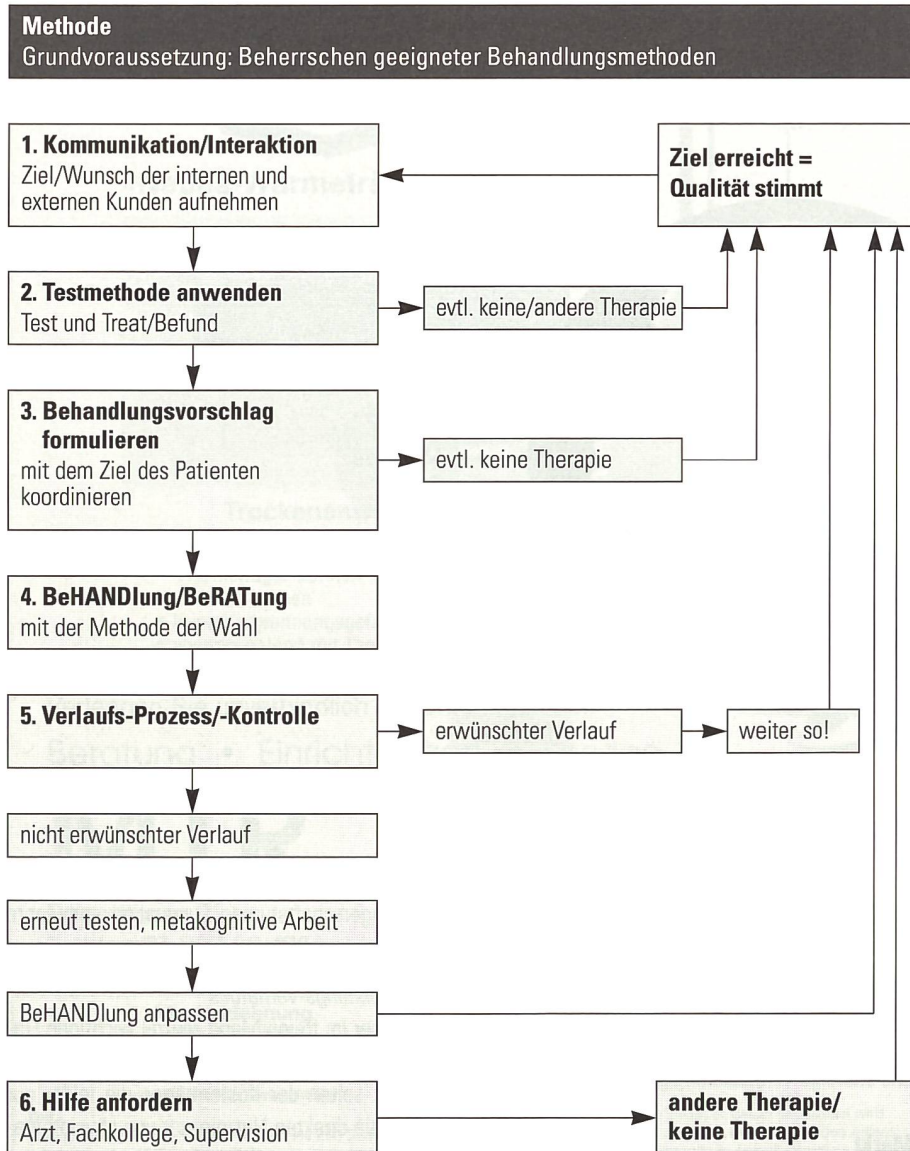 Methode
Grundvoraussetzung: Beherrschen geeigneter Behandlungsmethoden
1. Kommunikation/Interaktion
Ziel/Wunsch der internen und
externen Kunden aufnehmen
Ziel erreicht =
Qualität stimmt
2. Testmethode anwenden
Test und Treat/Befund
evtl. keine/andere Therapie
3. Behandlungsvorschlag
formulieren
mit dem Ziel des Patienten
koordinieren
evtl. keine Therapie
4. BeHANDlung/BeRATung
mit der Methode der Wahl
5. Verlaufs-Prozess/-Kontrolle
erwünschter Verlauf
weiter so!
nicht erwünschter Verlauf
erneut testen, metakognitive Arbeit
BeHANDlung anpassen
6. Hilfe anfordern
Arzt, Fachkollege, Supervision
andere Therapie/
keine Therapie